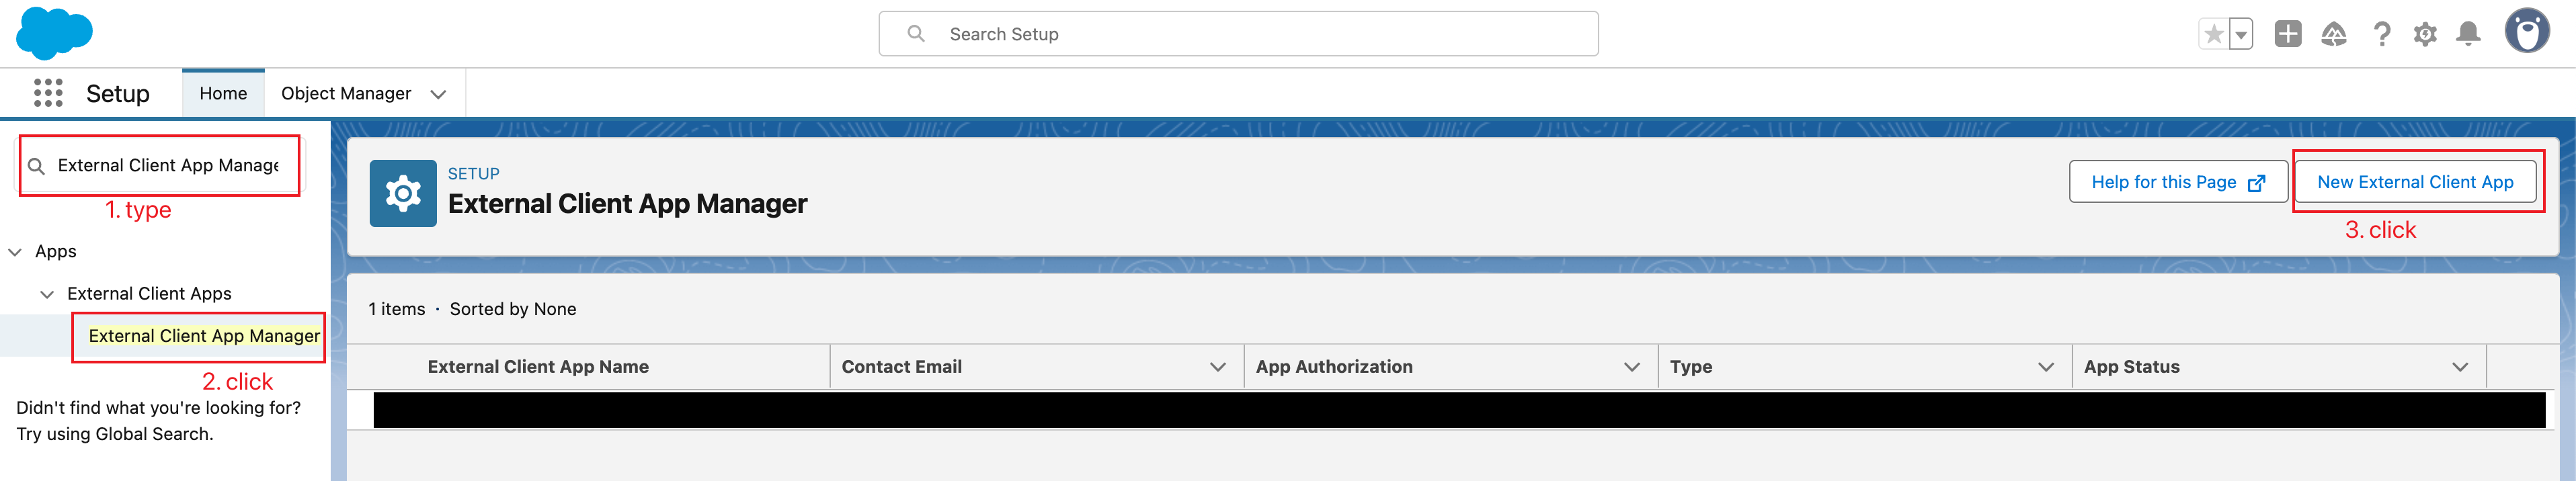 Search Setup
Setup
Home
Object Manager
External Client App Manage
1. type
Apps
External Client Apps
External Client App Manager
2. click
Didn't find what you're looking for?
Try using Global Search.
SETUP
External Client App Manager
Help for this Page
New External Client App
3. click
1 items · Sorted by None
External Client App Name
Contact Email
App Authorization
Type
App Status